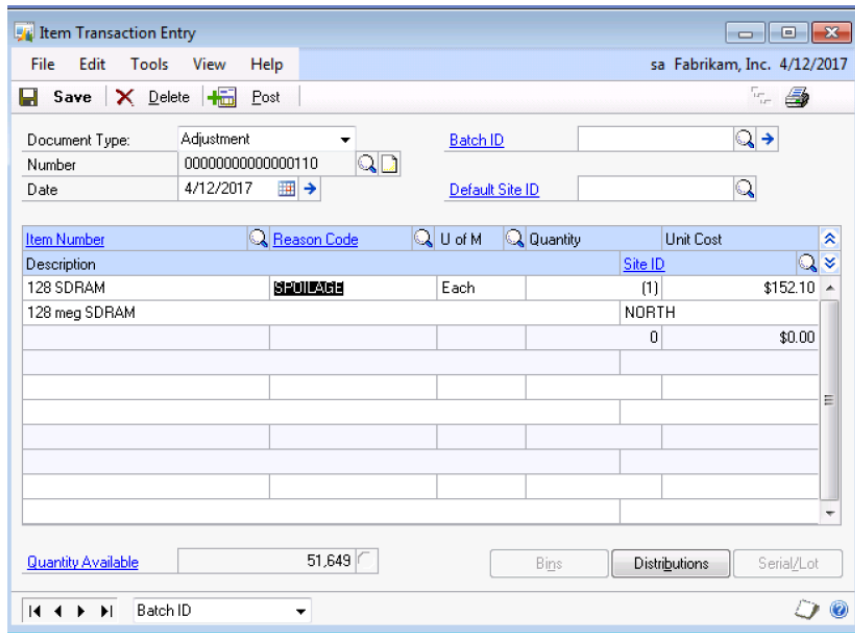 Item Transaction Entry
File Edit Tools View Help sa Fabrikam, Inc. 4/12/2017
Save Delete Post
Document Type: Adjustment Batch ID
Number 00000000000000110
Date 4/12/2017 Default Site ID
Item Number Reason Code U of M Quantity Unit Cost
Description Site ID
128 SDRAM SPOILAGE Each (1) $152.10
128 meg SDRAM NORTH
0 $0.00
Quantity Available 51,649 Bins Distributions Serial/Lot
Batch ID